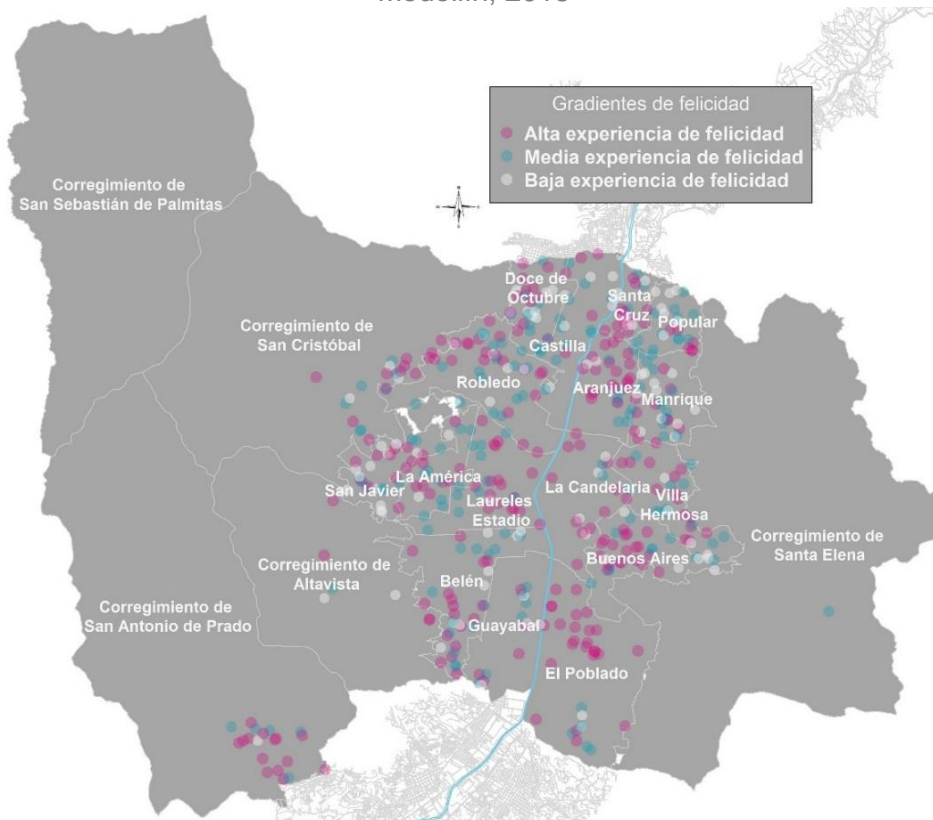 Medellín,
Gradientes de felicidad
Alta experiencia de felicidad
Media experiencia de felicidad
Baja experiencia de felicidad
Corregimiento de
San Sebastián de Palmitas
Doce de
Octubre
Santa
Cruz
Popular
Corregimiento de
San Cristóbal
Castilla
Robledo
Aranjuez
Manrique
La América
San Javier
Laureles
Estadio
La Candelaria
Villa
Hermosa
Corregimiento de
Santa Elena
Buenos Aires
Corregimiento de
Altavista
Belén
Corregimiento de
San Antonio de Prado
Guayabal
El Poblado